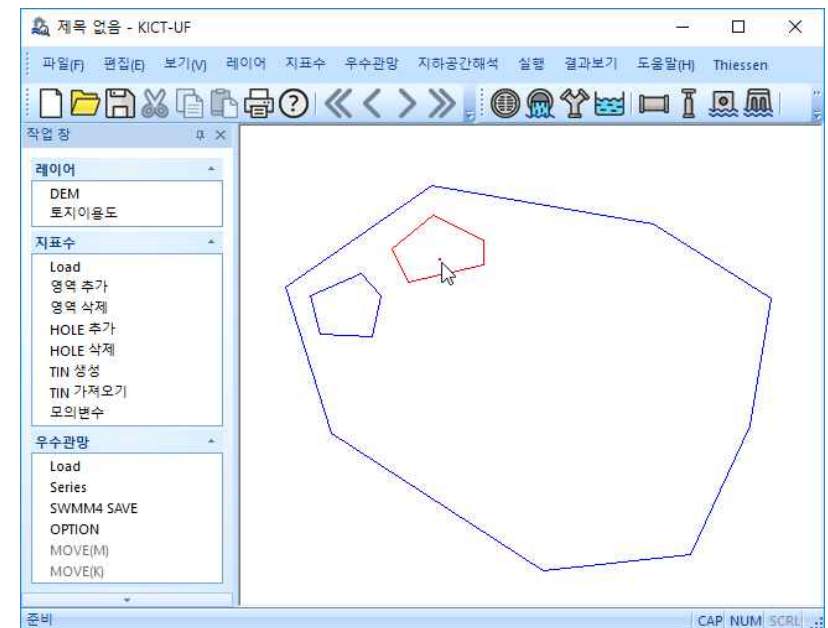 제목 없음 - KICT-UF
파일(F) 편집(E) 보기(V) 레이어 지표수 우수관망 지하공간해석 실행 결과보기 도움말(H) Thiessen
작업 창
레이어
DEM
토지이용도
지표수
Load
영역 추가
영역 삭제
HOLE 추가
HOLE 삭제
TIN 생성
TIN 가져오기
모의변수
우수관망
Load
Series
SWMM4 SAVE
OPTION
MOVE(M)
MOVE(K)
준비 CAP NUM SCRL